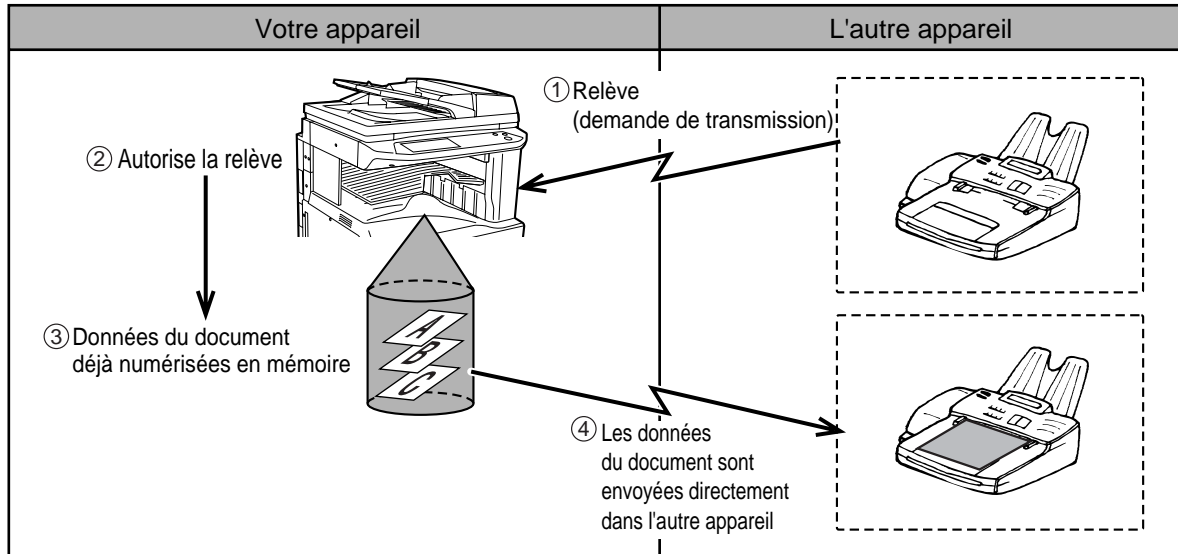 Votre appareil
L'autre appareil
① Relève
(demande de transmission)
② Autorise la relève
③ Données du document
déjà numérisées en mémoire
A
B
C
④ Les données
du document sont
envoyées directement
dans l'autre appareil